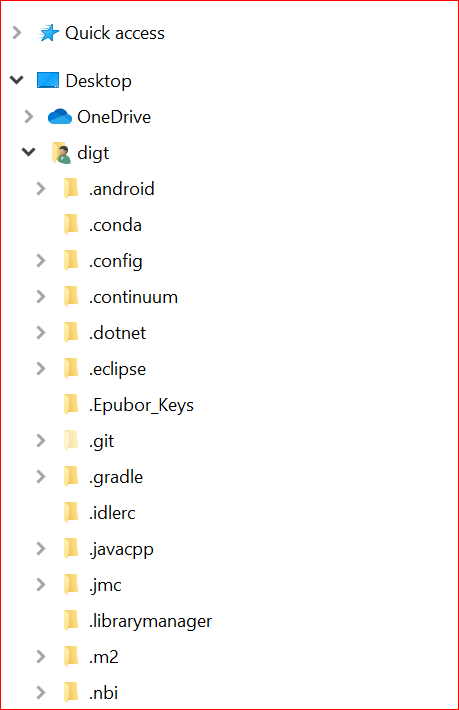 Quick access
Desktop
OneDrive
digt
.android
.conda
.config
.continuum
.dotnet
.eclipse
.Epubor_Keys
.git
.gradle
.idlerc
.javacpp
.jmc
.librarymanager
.m2
.nbi